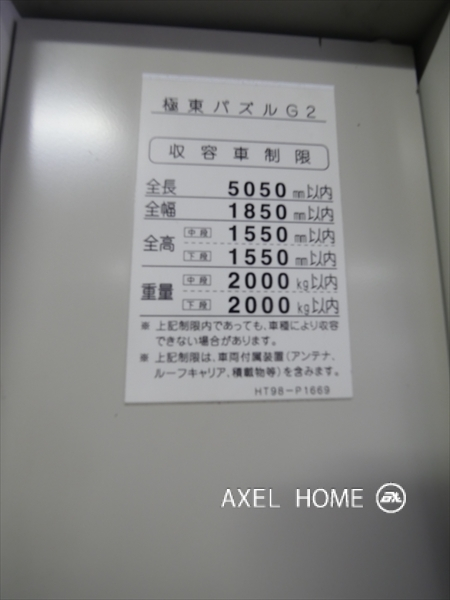 極東パズルG2
収容車制限
全長 5050 mm以内
全幅 1850 mm以内
全高 中段 1550 mm以内
下段 1550 mm以内
重量 中段 2000 kg以内
下段 2000 kg以内
※ 上記制限内であっても、車種により収容
できない場合があります。
※ 上記制限は、車両付属装置(アンテナ、
ルーフキャリア、積載物等)を含みます。
HT98-P1669
AXEL HOME